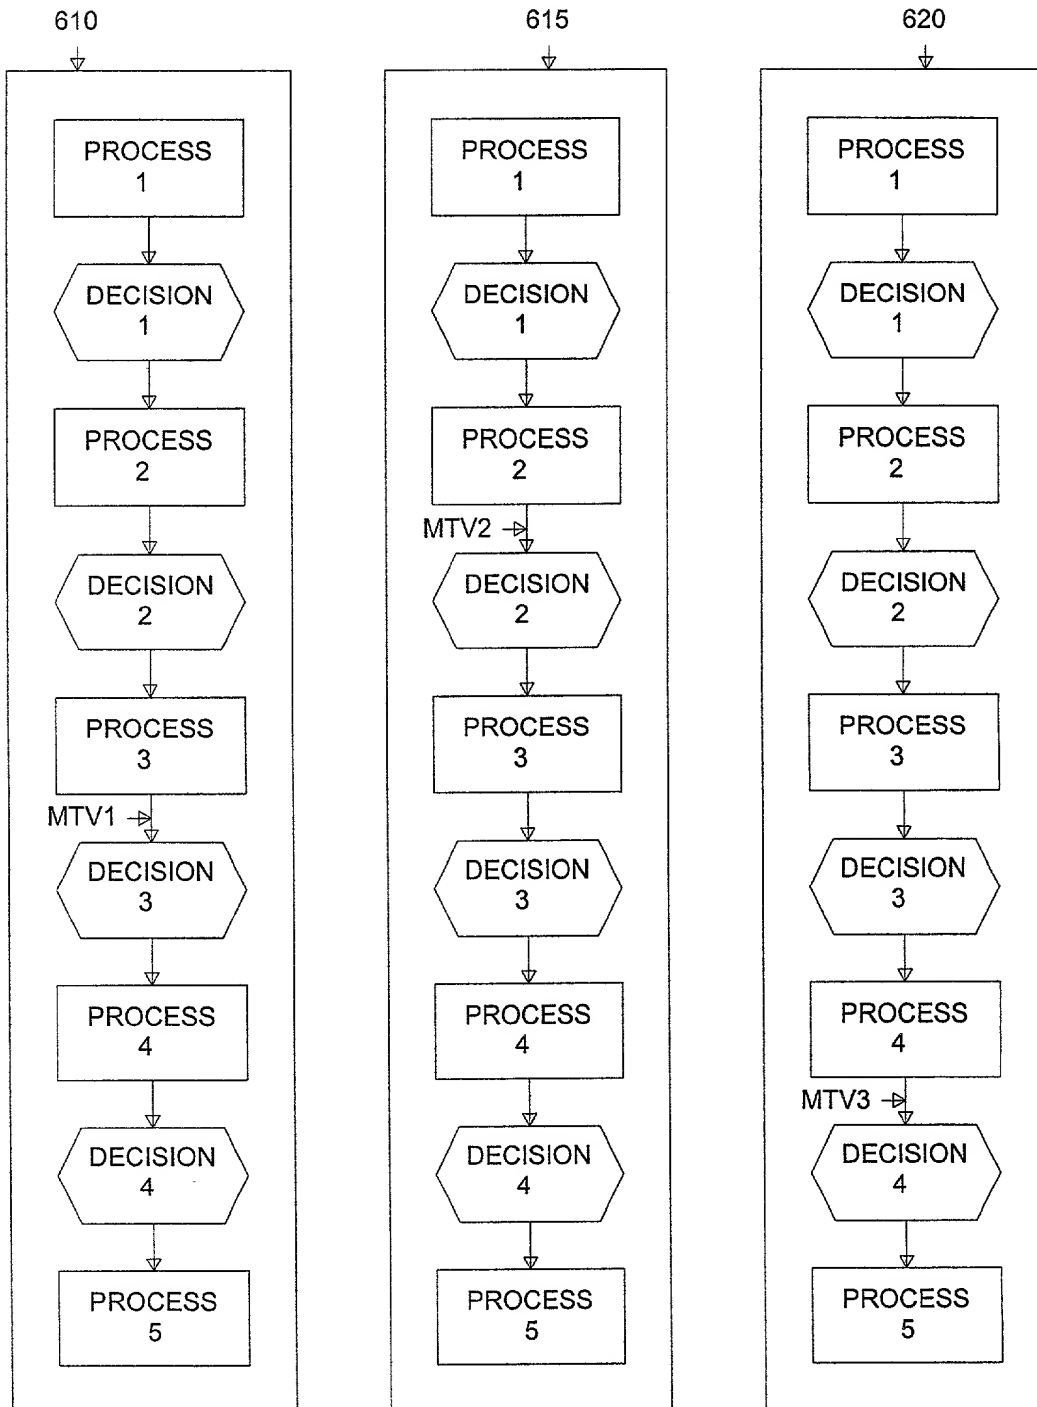 610
PROCESS
1
DECISION
1
PROCESS
2
DECISION
2
PROCESS
3
MTV1
DECISION
3
PROCESS
4
DECISION
4
PROCESS
5
615
PROCESS
1
DECISION
1
PROCESS
2
MTV2
DECISION
2
PROCESS
3
DECISION
3
PROCESS
4
DECISION
4
PROCESS
5
620
PROCESS
1
DECISION
1
PROCESS
2
DECISION
2
PROCESS
3
DECISION
3
PROCESS
4
MTV3
DECISION
4
PROCESS
5